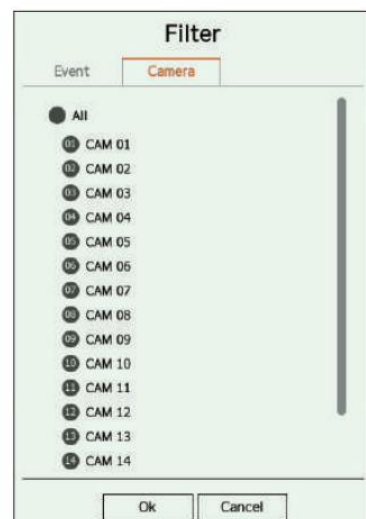 Filter
Event Camera
All
01 CAM 01
02 CAM 02
03 CAM 03
04 CAM 04
05 CAM 05
06 CAM 06
07 CAM 07
08 CAM 08
09 CAM 09
10 CAM 10
11 CAM 11
12 CAM 12
13 CAM 13
14 CAM 14
Ok Cancel